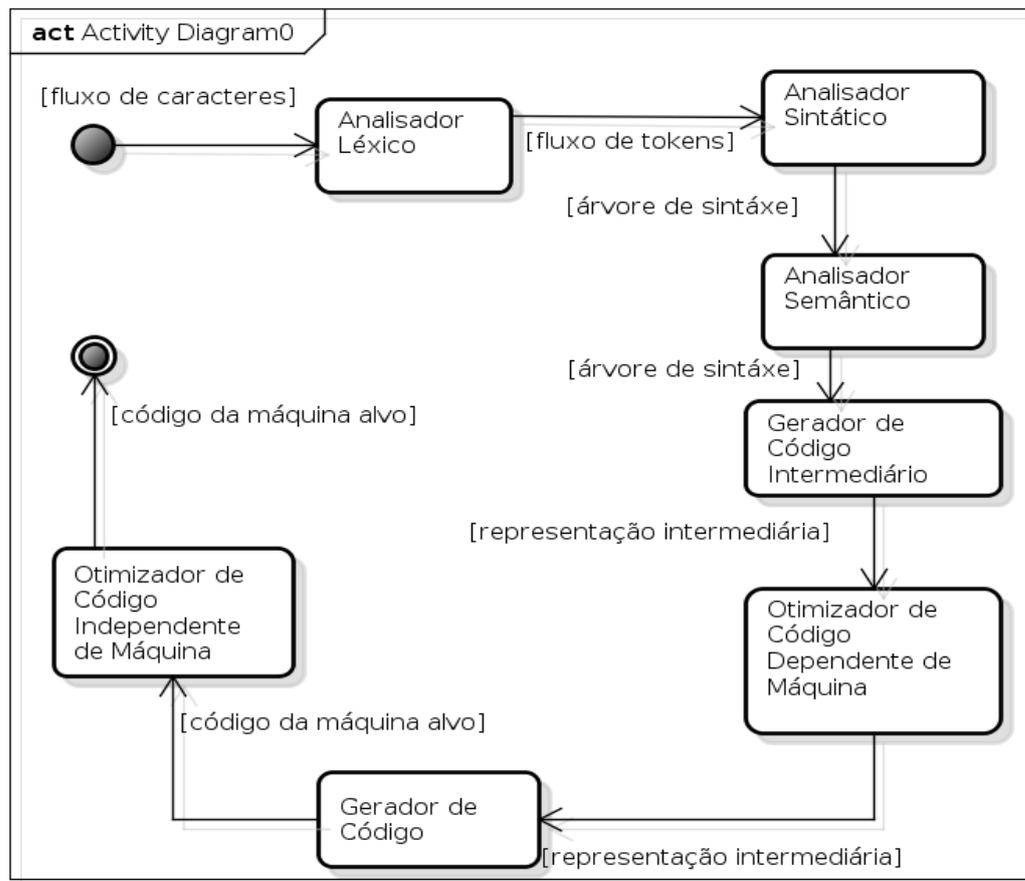 act Activity Diagram0
[fluxo de caracteres]
Analisador
Léxico
[fluxo de tokens]
Analisador
Sintático
[árvore de sintáxe]
Analisador
Semântico
[árvore de sintáxe]
Gerador de
Código
Intermediário
[representação intermediária]
Otimizador de
Código
Dependente de
Máquina
[representação intermediária]
Gerador de
Código
[código da máquina alvo]
Otimizador de
Código
Independente
de Máquina
[código da máquina alvo]